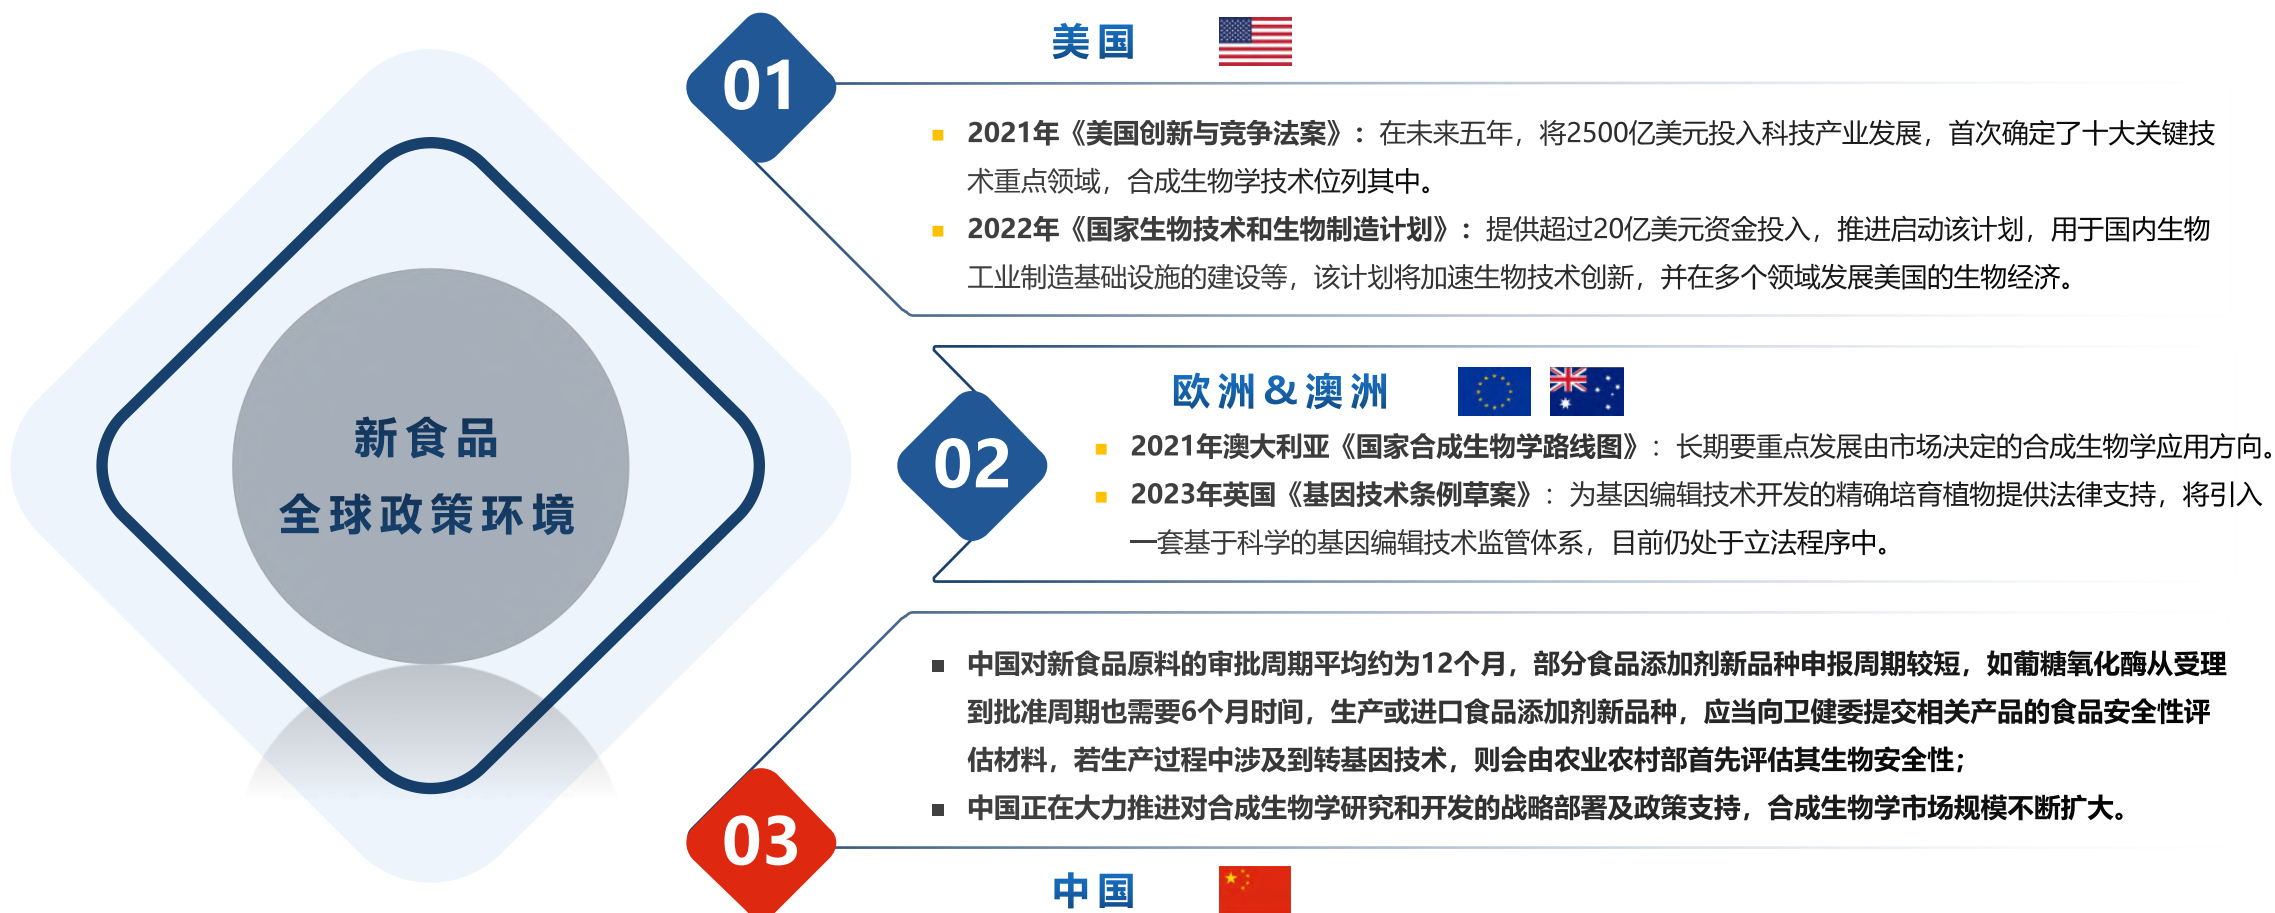 新食品
全球政策环境
01
美国
2021年《美国创新与竞争法案》：在未来五年，将2500亿美元投入科技产业发展，首次确定了十大关键技
术重点领域，合成生物学技术位列其中。
2022年《国家生物技术和生物制造计划》：提供超过20亿美元资金投入，推进启动该计划，用于国内生物
工业制造基础设施的建设等，该计划将加速生物技术创新，并在多个领域发展美国的生物经济。
02
欧洲&澳洲
2021年澳大利亚《国家合成生物学路线图》：长期要重点发展由市场决定的合成生物学应用方向。
2023年英国《基因技术条例草案》：为基因编辑技术开发的精确培育植物提供法律支持，将引入
一套基于科学的基因编辑技术监管体系，目前仍处于立法程序中。
中国对新食品原料的审批周期平均约为12个月，部分食品添加剂新品种申报周期较短，如葡糖氧化酶从受理
到批准周期也需要6个月时间，生产或进口食品添加剂新品种，应当向卫健委提交相关产品的食品安全性评
估材料，若生产过程中涉及到转基因技术，则会由农业农村部首先评估其生物安全性；
中国正在大力推进对合成生物学研究和开发的战略部署及政策支持，合成生物学市场规模不断扩大。
03
中国